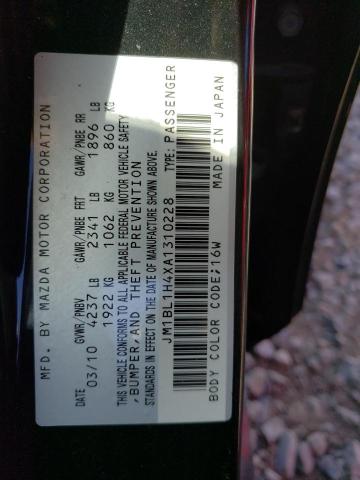 MFD. BY MAZDA MOTOR CORPORATION
DATE GVWR/PNBV GAWR/PNBE FRT GAWR/PNBE RR
03/10 4237 LB 2341 LB 1896 LB
1922 KG 1062 KG 860 KG
THIS VEHICLE CONFORMS TO ALL APPLICABLE FEDERAL MOTOR VEHICLE SAFETY
, BUMPER, AND THEFT PREVENTION
STANDARDS IN EFFECT ON THE DATE OF MANUFACTURE SHOWN ABOVE.
JM1BL1H4XA1310228 TYPE: PASSENGER
BODY COLOR CODE:16W MADE IN JAPAN